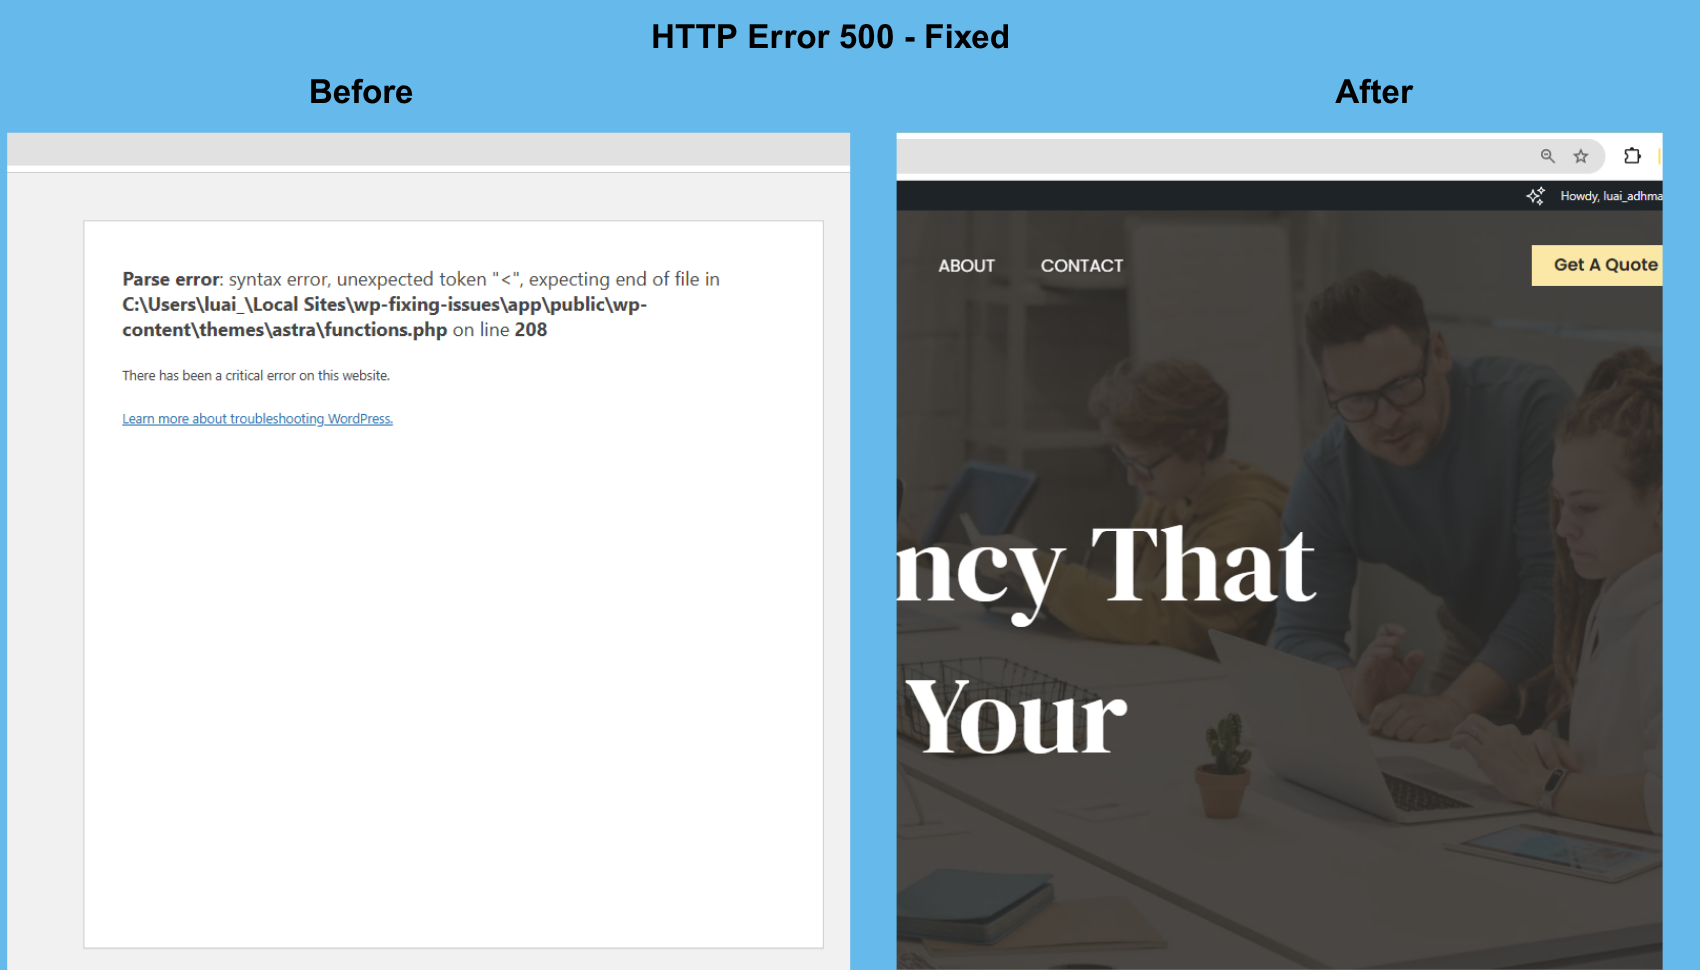 HTTP Error 500 - Fixed
Before
After
Parse error: syntax error, unexpected token "<", expecting end of file in
C:\Users\luai_\Local Sites\wp-fixing-issues\app\public\wp-
content\themes\astra\functions.php on line 208
There has been a critical error on this website.
Learn more about troubleshooting WordPress.
Howdy, luai_adhma
ABOUT CONTACT Get A Quote
ncy That
Your